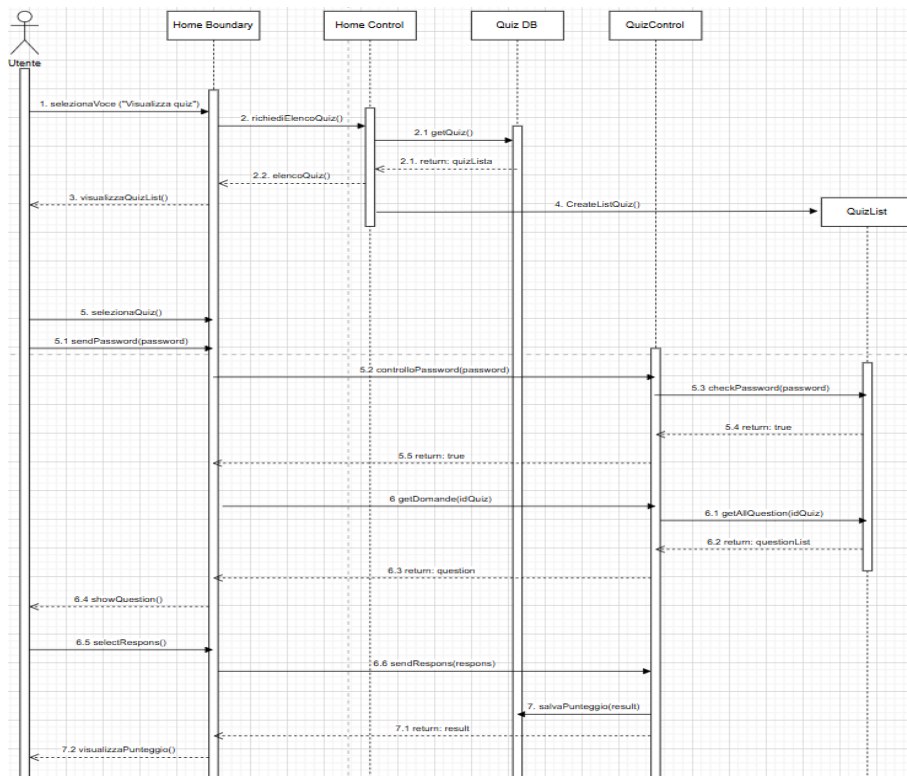 Home Boundary
Home Control
Quiz DB
QuizControl
Utente
1. selezionaVoce ("Visualizza quiz")
2. richiediElencoQuiz()
2.1 getQuiz()
2.1. return: quizLista
2.2. elencoQuiz()
3. visualizzaQuizList()
4. CreateListQuiz()
QuizList
5. selezionaQuiz()
5.1 sendPassword(password)
5.2 controlloPassword(password)
5.3 checkPassword(password)
5.4 return: true
5.5 return: true
6 getDomande(idQuiz)
6.1 getAllQuestion(idQuiz)
6.2 return: questionList
6.3 return: question
6.4 showQuestion()
6.5 selectRespons()
6.6 sendRespons(respons)
7. salvaPunteggio(result)
7.1 return: result
7.2 visualizzaPunteggio()